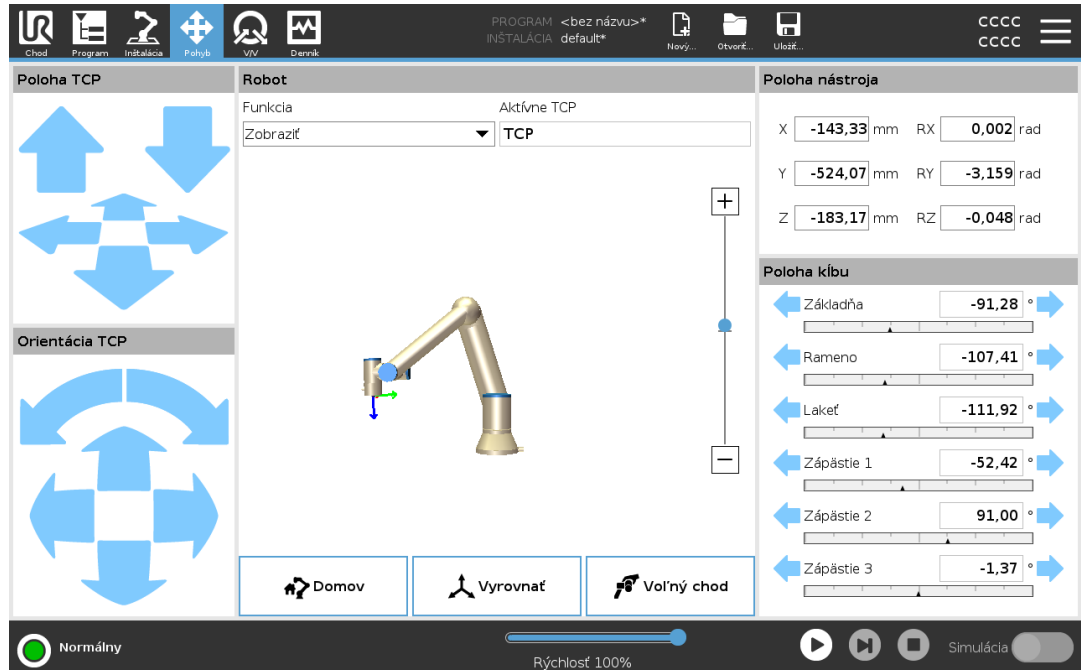 PROGRAM <bez názvu>*
INŠTALÁCIA default*
CCCC
CCCC
Chod Program Inštalácia Pohyb V/V Denník Nový... Otvoriť... Uložiť...
Poloha TCP
Robot
Poloha nástroja
Funkcia Aktívne TCP
Zobraziť TCP
X -143,33 mm RX 0,002 rad
Y -524,07 mm RY -3,159 rad
Z -183,17 mm RZ -0,048 rad
Poloha kĺbu
Základňa -91,28 °
Orientácia TCP
Rameno -107,41 °
Lakeť -111,92 °
Zápästie 1 -52,42 °
Zápästie 2 91,00 °
Zápästie 3 -1,37 °
Domov Vyrovnať Voľný chod
Normálny
Rýchlosť 100%
Simulácia